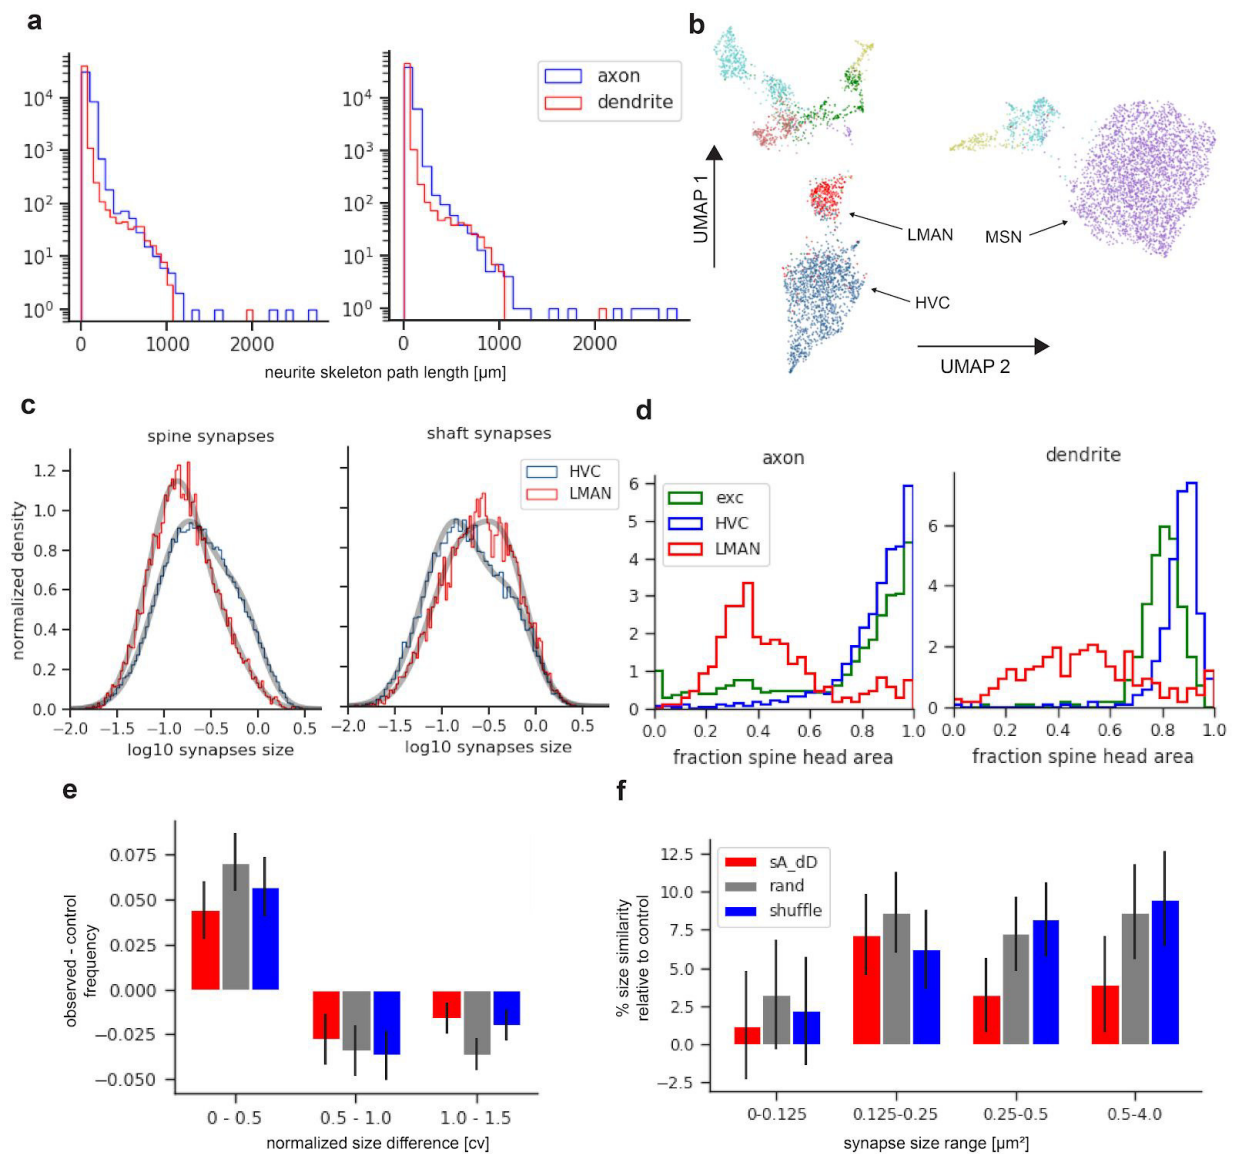 a
10⁴
10³
10²
10¹
10⁰
0
1000
2000
10⁴
10³
10²
10¹
10⁰
0
1000
2000
axon
dendrite
neurite skeleton path length [µm]
b
UMAP 1
UMAP 2
LMAN
MSN
HVC
c
spine synapses
normalized density
1.2
1.0
0.8
0.6
0.4
0.2
0.0
−2.0 −1.5 −1.0 −0.5 0.0 0.5
log10 synapses size
shaft synapses
HVC
LMAN
−2.0 −1.5 −1.0 −0.5 0.0 0.5
log10 synapses size
d
axon
exc
HVC
LMAN
6
5
4
3
2
1
0
0.0 0.2 0.4 0.6 0.8 1.0
fraction spine head area
dendrite
6
4
2
0
0.0 0.2 0.4 0.6 0.8 1.0
fraction spine head area
e
observed - control
frequency
0.075
0.050
0.025
0.000
−0.025
−0.050
0 - 0.5 0.5 - 1.0 1.0 - 1.5
normalized size difference [cv]
f
% size similarity
relative to control
12.5
10.0
7.5
5.0
2.5
0.0
−2.5
sA_dD
rand
shuffle
0-0.125 0.125-0.25 0.25-0.5 0.5-4.0
synapse size range [µm²]